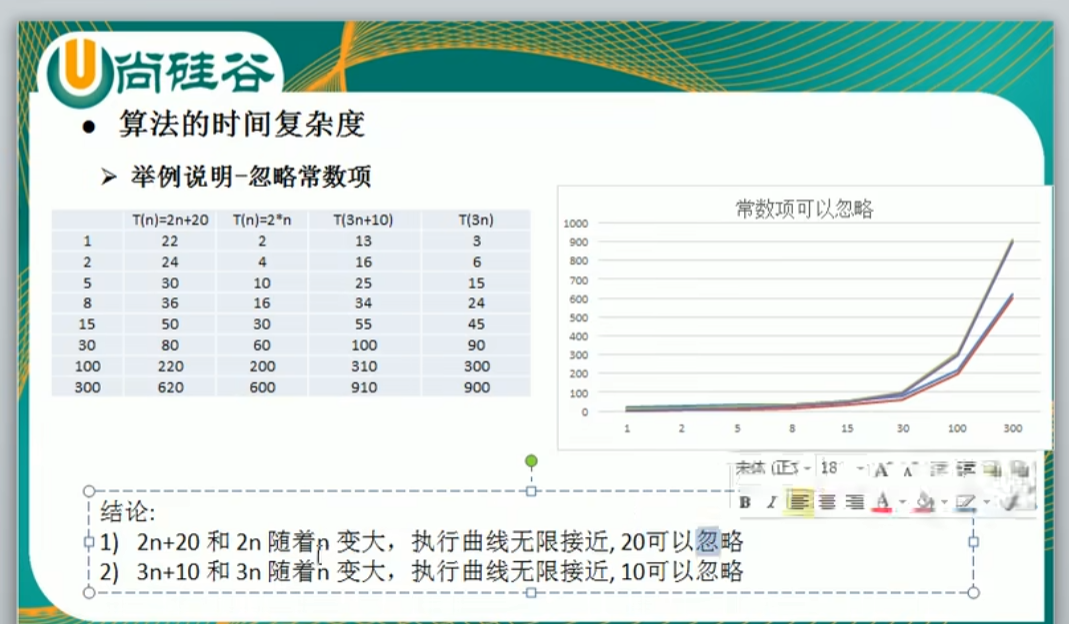 尚硅谷
● 算法的时间复杂度
➢ 举例说明-忽略常数项
T(n)=2n+20 T(n)=2*n T(3n+10) T(3n)
1 22 2 13 3
2 24 4 16 6
5 30 10 25 15
8 36 16 34 24
15 50 30 55 45
30 80 60 100 90
100 220 200 310 300
300 620 600 910 900
常数项可以忽略
1000
900
800
700
600
500
400
300
200
100
0
1 2 5 8 15 30 100 300
18
B I A
结论:
1) 2n+20 和 2n 随着n 变大，执行曲线无限接近, 20可以忽略
2) 3n+10 和 3n 随着n 变大，执行曲线无限接近, 10可以忽略